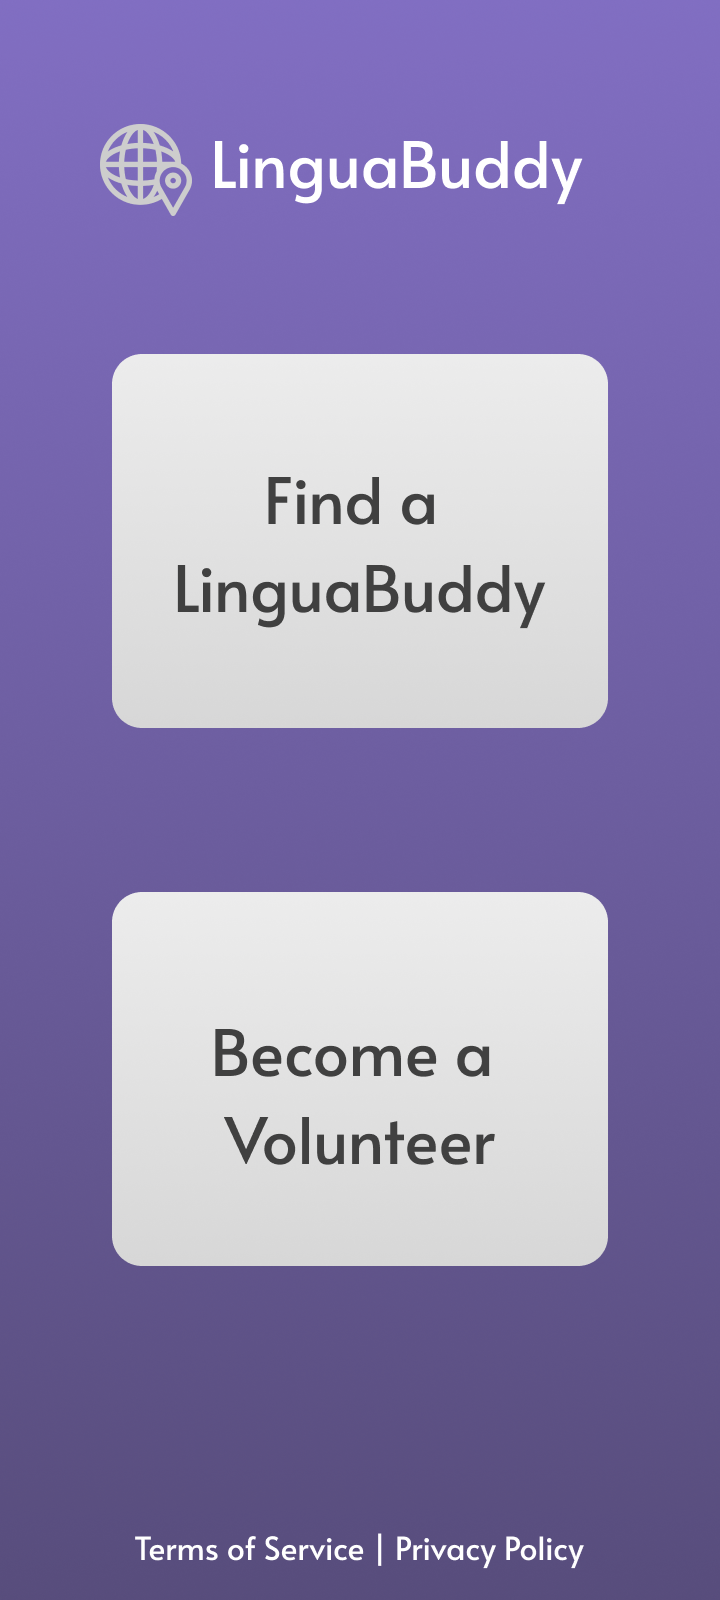 LinguaBuddy
Find a
LinguaBuddy
Become a
Volunteer
Terms of Service | Privacy Policy